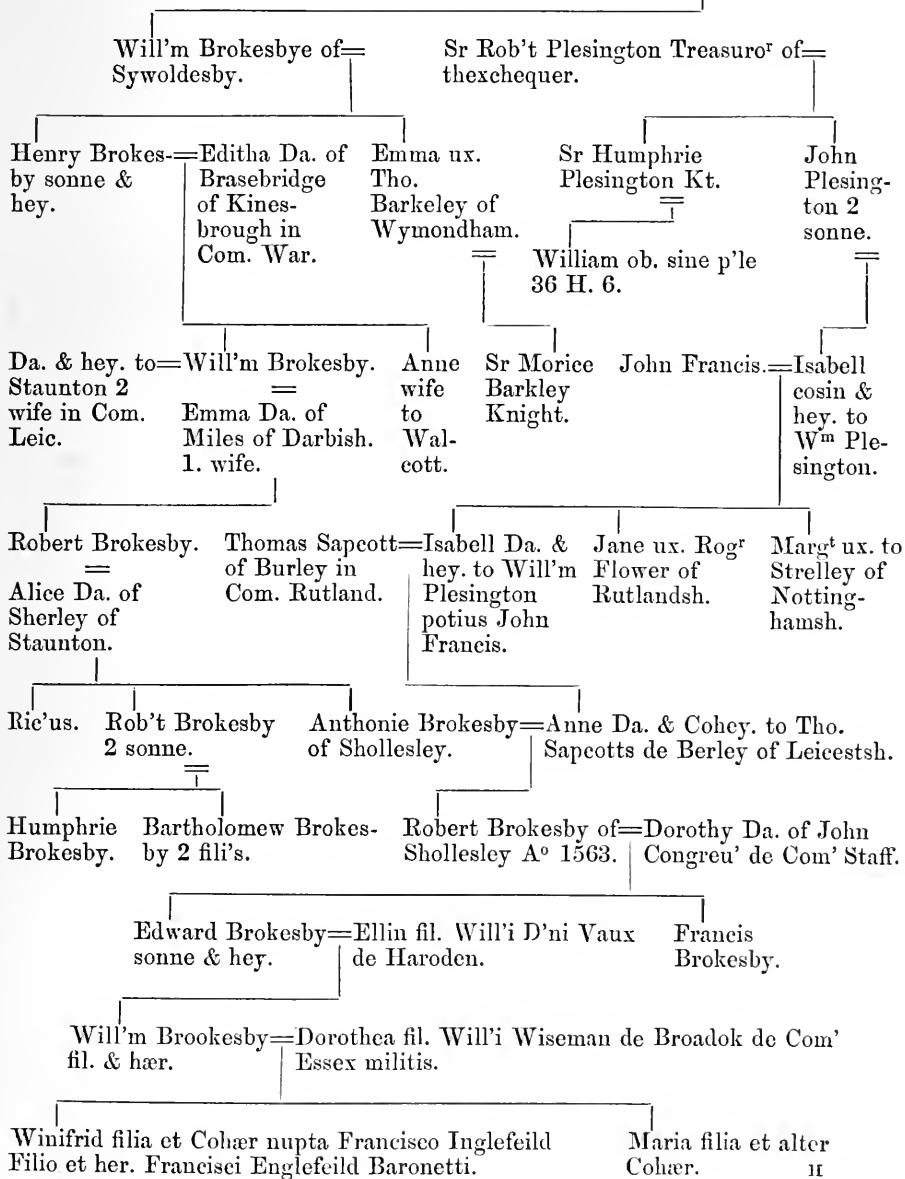 Will'm Brokesbye of=
Sywoldesby.
Sr Rob't Plesington Treasuroʳ of=
thexchequer.
Henry Brokes-=
by sonne &
hey.
Editha Da. of
Brasebridge
of Kines-
brough in
Com. War.
Emma ux.
Tho.
Barkeley of
Wymondham.
=
Sr Humphrie
Plesington Kt.
=
John
Plesing-
ton 2
sonne.
=
William ob. sine p'le
36 H. 6.
Da. & hey. to=
Staunton 2
wife in Com.
Leic.
Will'm Brokesby.
=
Emma Da. of
Miles of Darbish.
1. wife.
Anne
wife
to
Wal-
cott.
Sr Morice
Barkley
Knight.
John Francis.=
Isabell
cosin &
hey. to
Wᵐ Ple-
sington.
Robert Brokesby.
=
Alice Da. of
Sherley of
Staunton.
Thomas Sapcott=
of Burley in
Com. Rutland.
Isabell Da. &
hey. to Will'm
Plesington
potius John
Francis.
Jane ux. Rogʳ
Flower of
Rutlandsh.
Margᵗ ux. to
Strelley of
Notting-
hamsh.
Ric'us.
Rob't Brokesby
2 sonne.
=
Anthonie Brokesby=
of Shollesley.
Anne Da. & Cohey. to Tho.
Sapcotts de Berley of Leicestsh.
Humphrie
Brokesby.
Bartholomew Brokes-
by 2 fili's.
Robert Brokesby of=
Shollesley Aº 1563.
Dorothy Da. of John
Congreu' de Com' Staff.
Edward Brokesby=
sonne & hey.
Ellin fil. Will'i D'ni Vaux
de Haroden.
Francis
Brokesby.
Will'm Brookesby=
fil. & hær.
Dorothea fil. Will'i Wiseman de Broadok de Com'
Essex militis.
Winifrid filia et Cohær nupta Francisco Inglefeild
Filio et her. Francisci Englefeild Baronetti.
Maria filia et alter
Cohær.
H